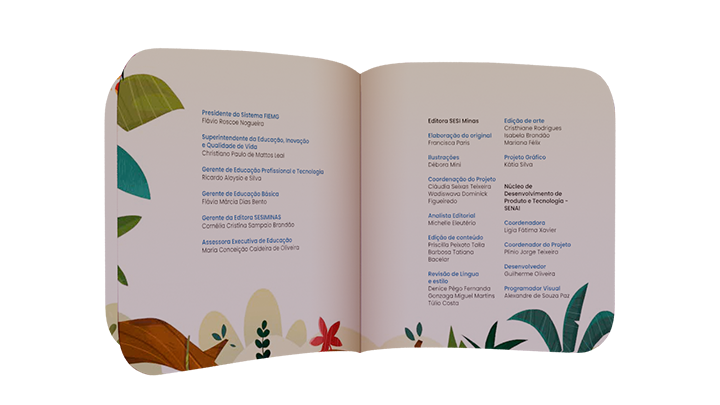 Presidente do Sistema FIEMG
Flávio Roscoe Nogueira
Superintendente da Educação, Inovação
e Qualidade de Vida
Christiano Paulo de Mattos Leal
Gerente de Educação Profissional e Tecnologia
Ricardo Aloysio e Silva
Gerente de Educação Básica
Flávia Márcia Dias Bento
Gerente da Editora SESIMINAS
Cornélia Cristina Sampaio Brandão
Assessora Executiva de Educação
Maria Conceição Caldeira de Oliveira
Editora SESI Minas
Elaboração do original
Francisca Paris
Ilustrações
Débora Mini
Coordenação do Projeto
Cláudia Seixas Teixeira
Wadiswava Dominick
Figueiredo
Analista Editorial
Michelle Eleutério
Edição de conteúdo
Priscilla Peixoto Talla
Barbosa Tatiana
Bacelar
Revisão de Língua
e estilo
Denice Pêgo Fernanda
Gonzaga Miguel Martins
Túlio Costa
Edição de arte
Cristhiane Rodrigues
Isabela Brandão
Mariana Félix
Projeto Gráfico
Kátia Silva
Núcleo de
Desenvolvimento de
Produto e Tecnologia -
SENAI
Coordenadora
Ligia Fátima Xavier
Coordenador do Projeto
Plínio Jorge Teixeira
Desenvolvedor
Guilherme Oliveira
Programador Visual
Alexandre de Souza Paz